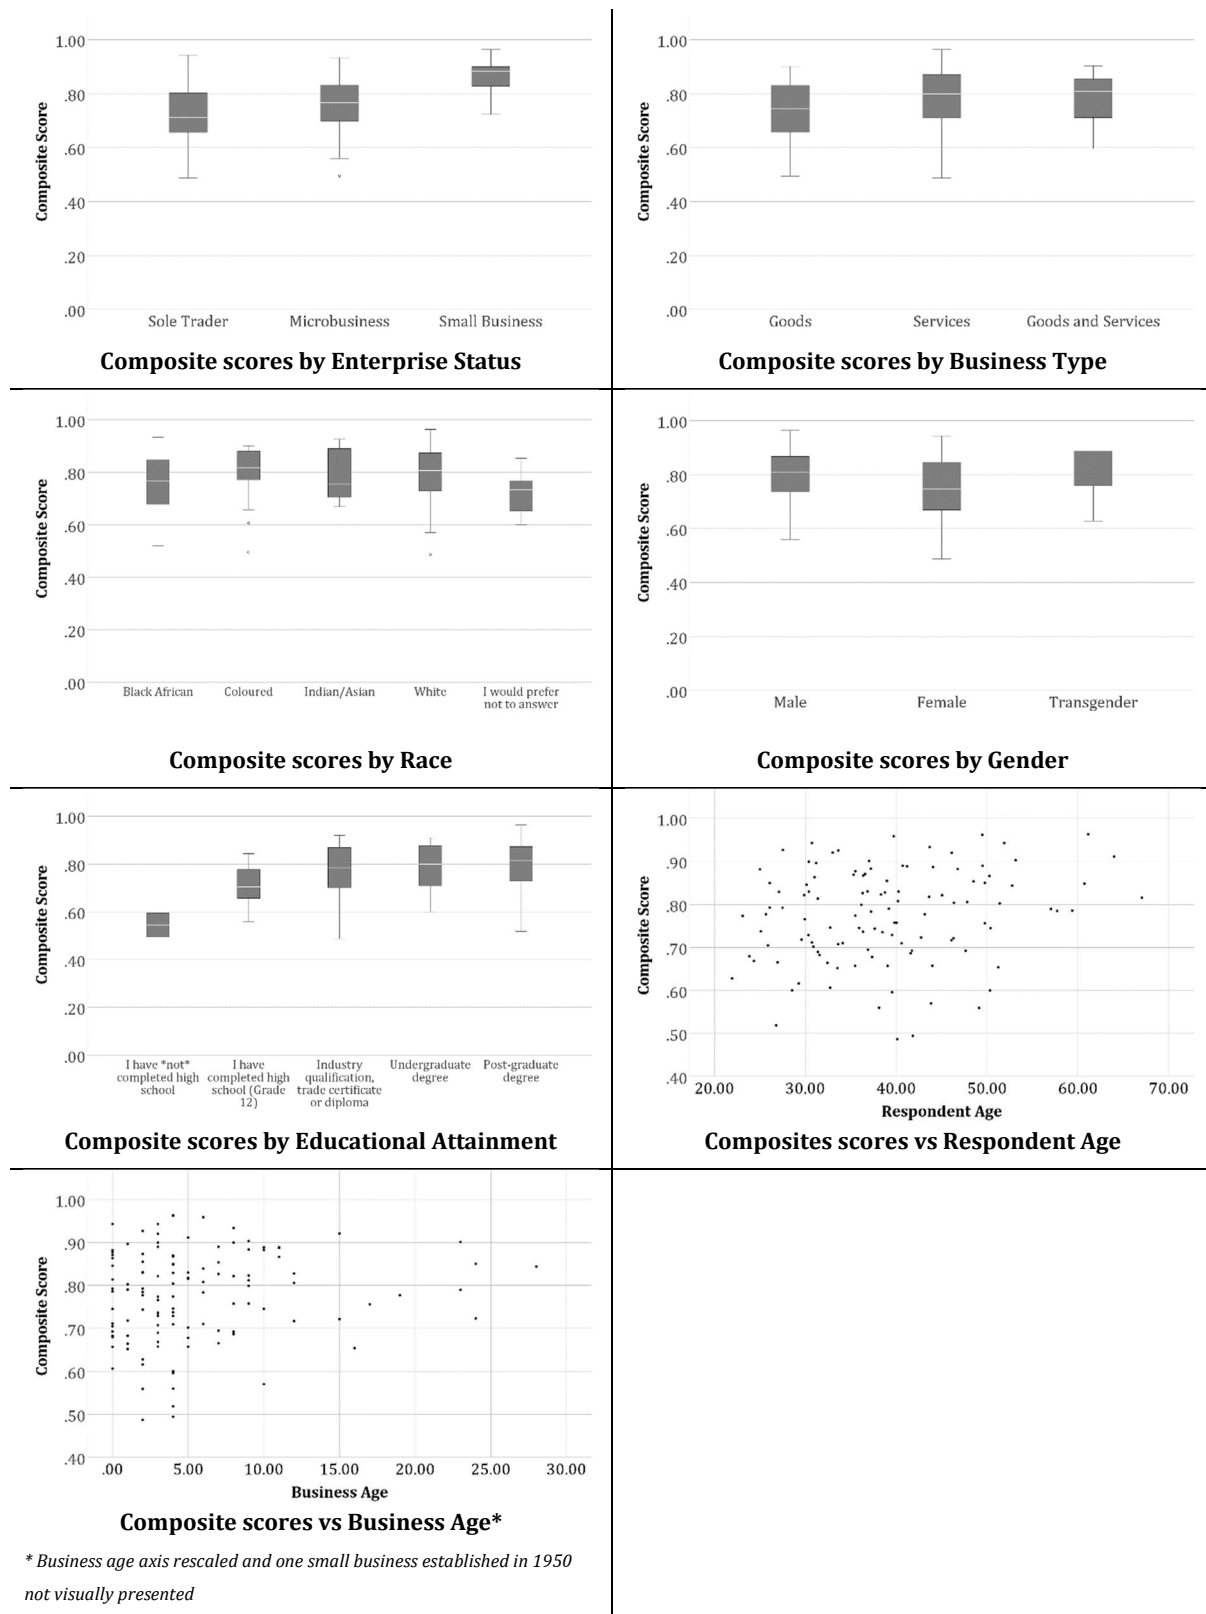 1.00
.80
.60
.40
.20
.00
Composite Score
Sole Trader
Microbusiness
Small Business
Composite scores by Enterprise Status
1.00
.80
.60
.40
.20
.00
Composite Score
Goods
Services
Goods and Services
Composite scores by Business Type
1.00
.80
.60
.40
.20
.00
Composite Score
Black African
Coloured
Indian/Asian
White
I would prefer
not to answer
Composite scores by Race
1.00
.80
.60
.40
.20
.00
Composite Score
Male
Female
Transgender
Composite scores by Gender
1.00
.80
.60
.40
.20
.00
Composite Score
I have *not*
completed high
school
I have
completed high
school (Grade
12)
Industry
qualification,
trade certificate
or diploma
Undergraduate
degree
Post-graduate
degree
Composite scores by Educational Attainment
1.00
.90
.80
.70
.60
.50
.40
Composite Score
20.00
30.00
40.00
50.00
60.00
70.00
Respondent Age
Composites scores vs Respondent Age
1.00
.90
.80
.70
.60
.50
.40
Composite Score
.00
5.00
10.00
15.00
20.00
25.00
30.00
Business Age
Composite scores vs Business Age*
* Business age axis rescaled and one small business established in 1950
not visually presented